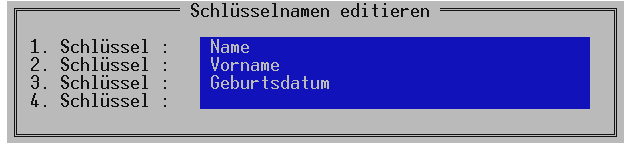 Schlüsselnamen editieren
1. Schlüssel : Name
2. Schlüssel : Vorname
3. Schlüssel : Geburtsdatum
4. Schlüssel :